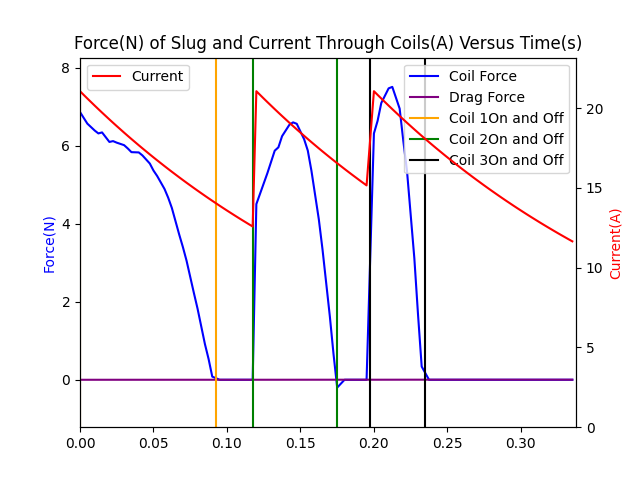 Force(N) of Slug and Current Through Coils(A) Versus Time(s)
Current
Coil Force
Drag Force
Coil 1On and Off
Coil 2On and Off
Coil 3On and Off
Force(N)
8
6
4
2
0
Current(A)
20
15
10
5
0
0.00 0.05 0.10 0.15 0.20 0.25 0.30